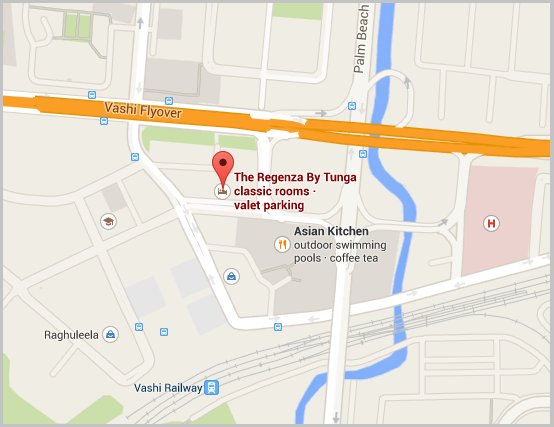 Palm Beach
Vashi Flyover
The Regenza By Tunga
classic rooms ·
valet parking
Asian Kitchen
outdoor swimming
pools · coffee tea
H
Raghuleela
Vashi Railway